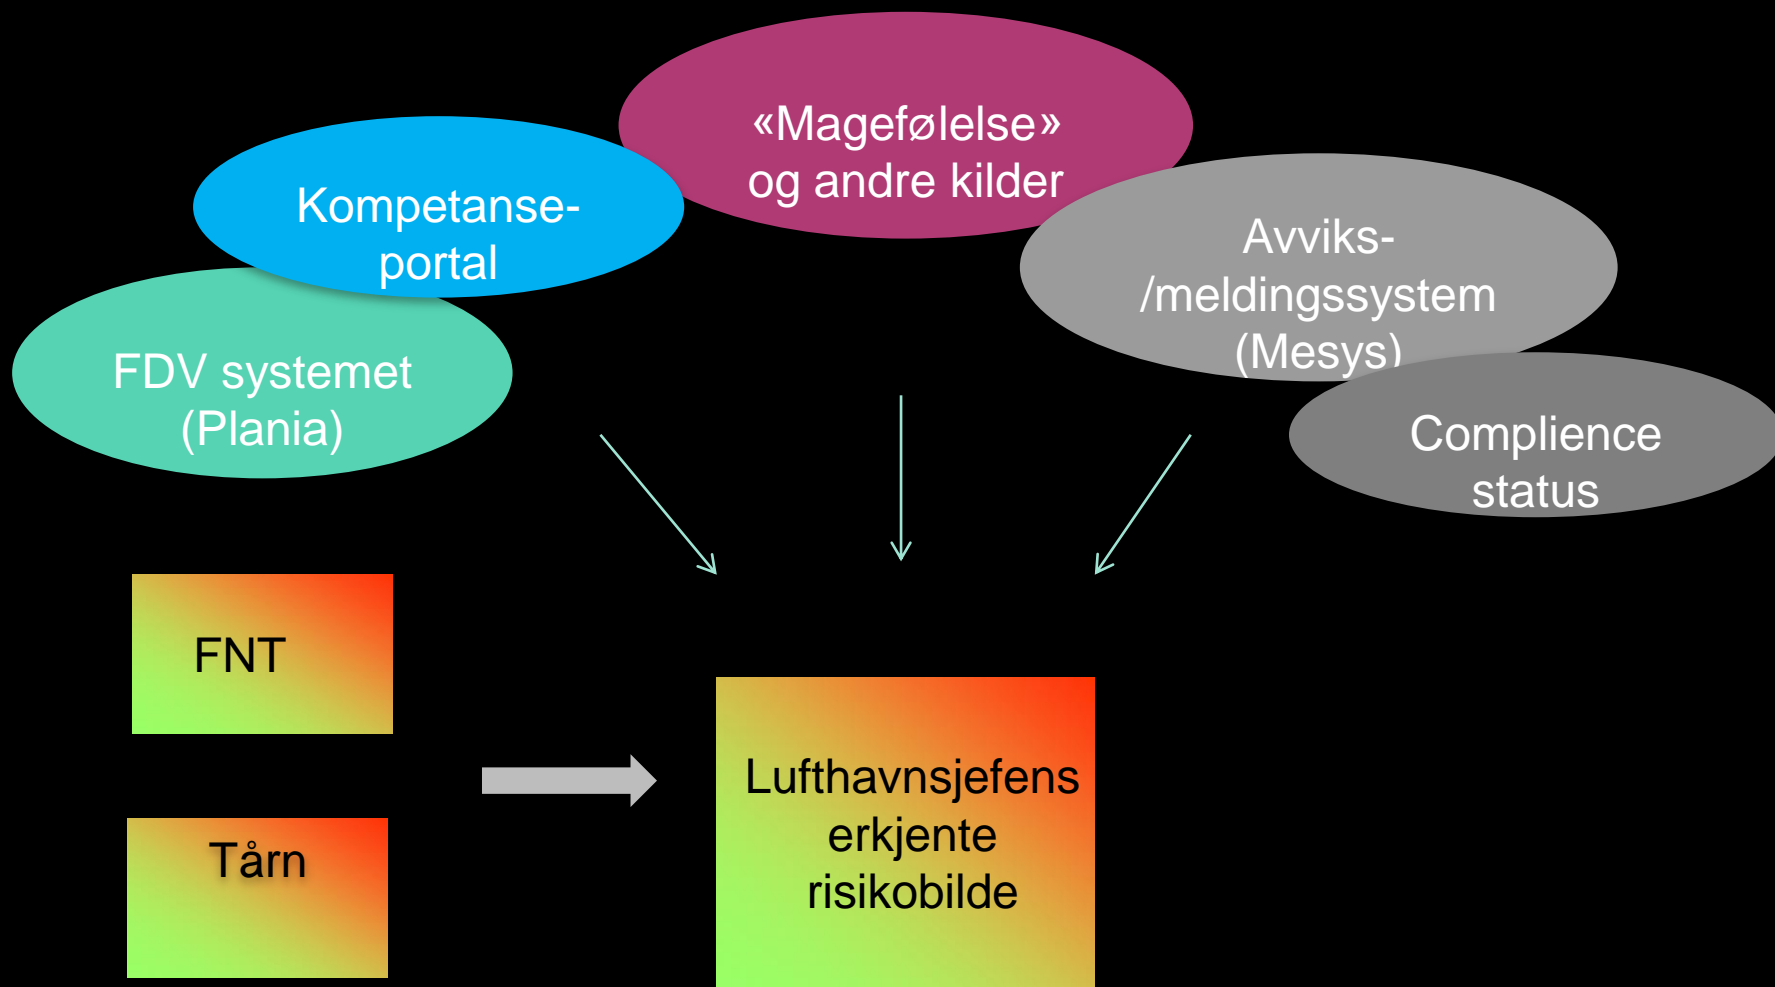 «Magefølelse»
og andre kilder
Kompetanse-
portal
Avviks-
/meldingssystem
(Mesys)
FDV systemet
(Plania)
Complience
status
FNT
Tårn
Lufthavnsjefens
erkjente
risikobilde